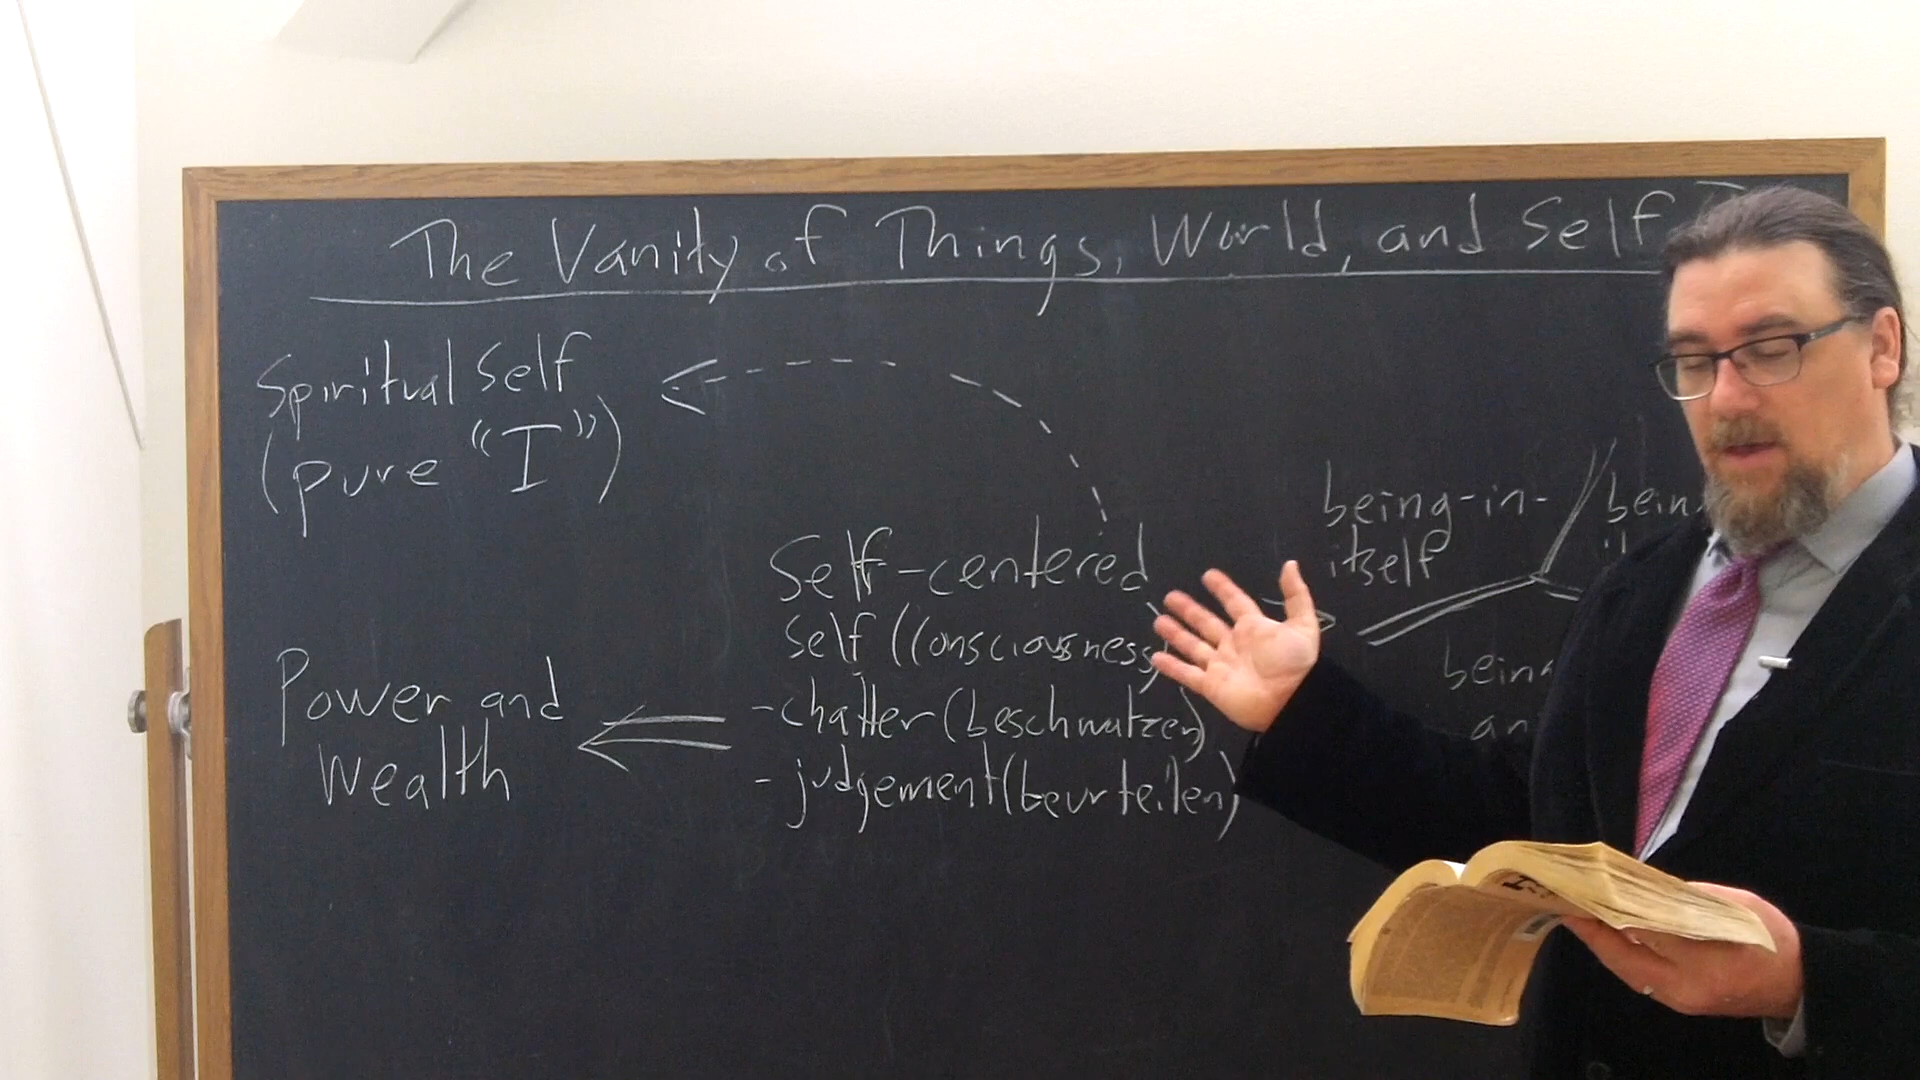 The Vanity of Things, World, and Self
Spiritual Self
(pure "I")
Self-centered
self (Consciousness)
-chatter (beschwatzen)
-judgement (beurteilen)
Power and
Wealth
being-in-
itself
being